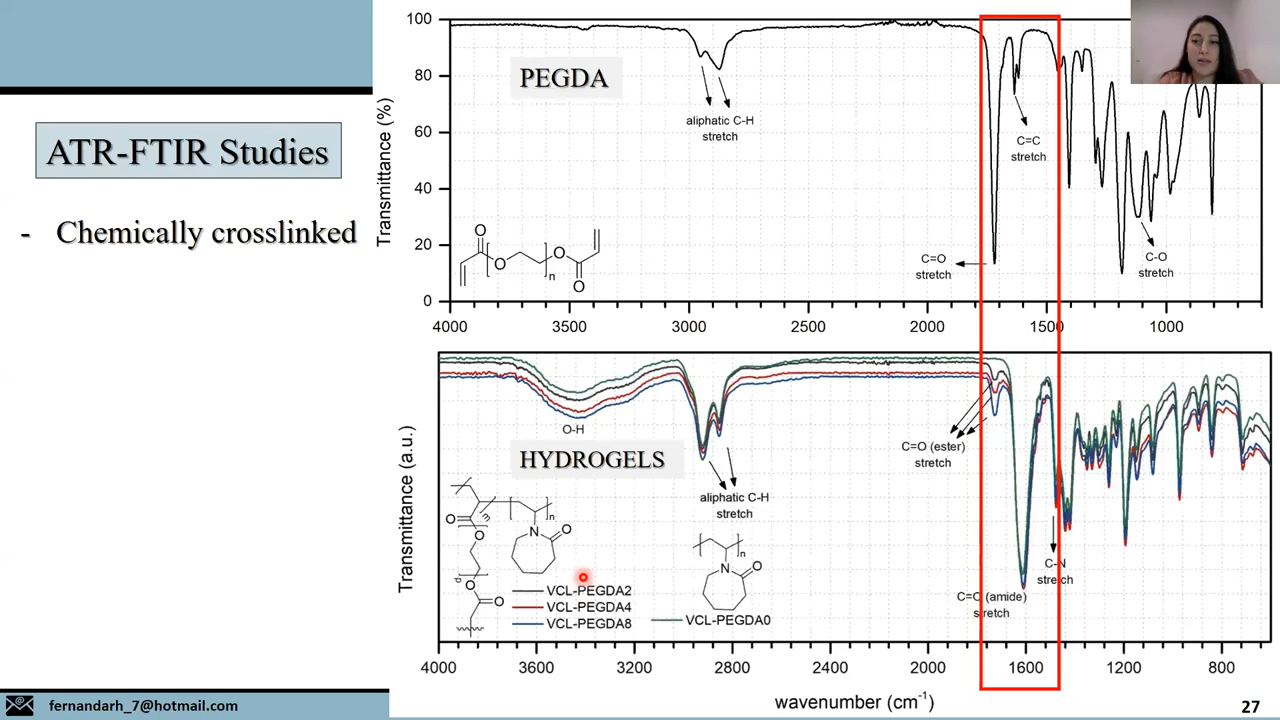 ATR-FTIR Studies
- Chemically crosslinked
PEGDA
Transmittance (%)
100
80
60
40
20
0
aliphatic C-H
stretch
C=C
stretch
C=O
stretch
C-O
stretch
O
O
O
O
n
4000 3500 3000 2500 2000 1500 1000
HYDROGELS
Transmittance (a.u.)
O-H
aliphatic C-H
stretch
C=O (ester)
stretch
C=O (amide)
stretch
C-N
stretch
O
m
n
N
O
O
p
O
O
n
N
O
VCL-PEGDA2
VCL-PEGDA4
VCL-PEGDA8
VCL-PEGDA0
4000 3600 3200 2800 2400 2000 1600 1200 800
wavenumber (cm⁻¹)
fernandarh_7@hotmail.com
27